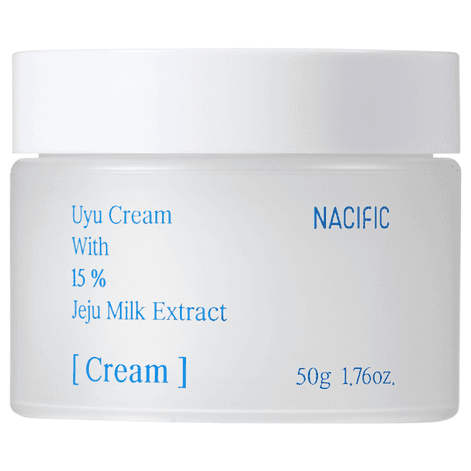 Uyu Cream
With
15 %
Jeju Milk Extract
NACIFIC
[ Cream ]
50g 1.76oz.